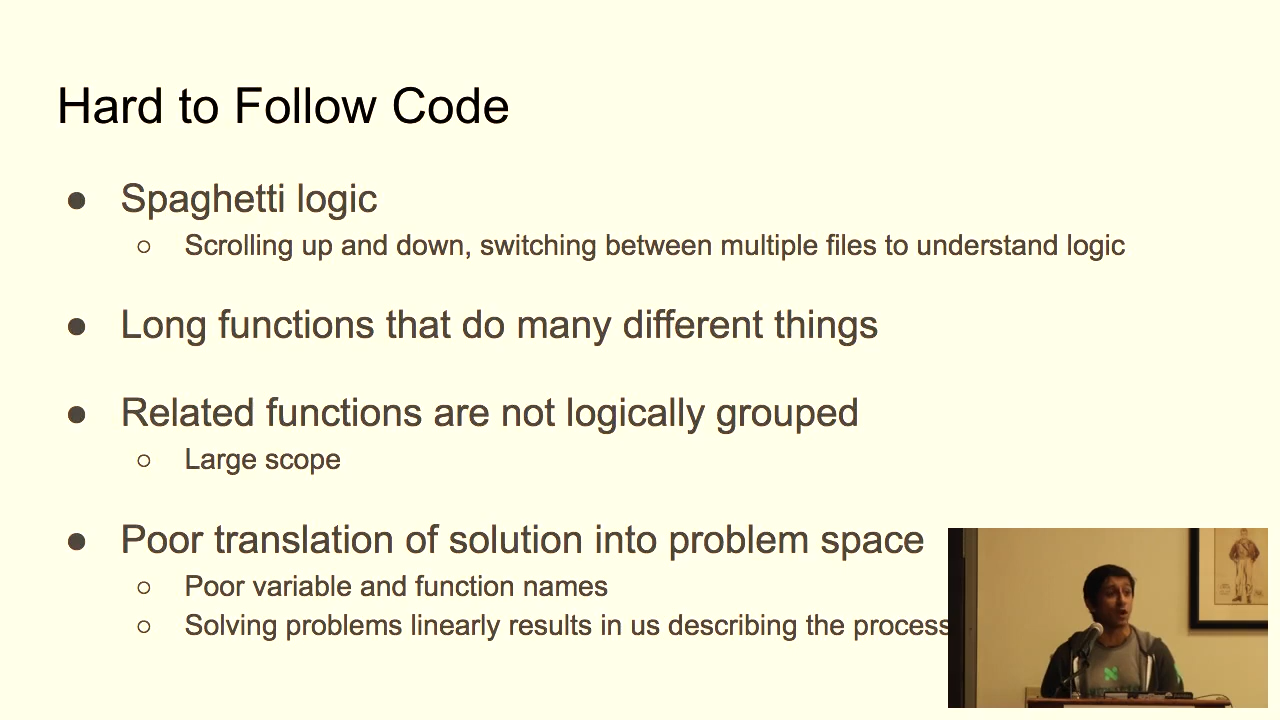 Hard to Follow Code
● Spaghetti logic
○ Scrolling up and down, switching between multiple files to understand logic
● Long functions that do many different things
● Related functions are not logically grouped
○ Large scope
● Poor translation of solution into problem space
○ Poor variable and function names
○ Solving problems linearly results in us describing the process